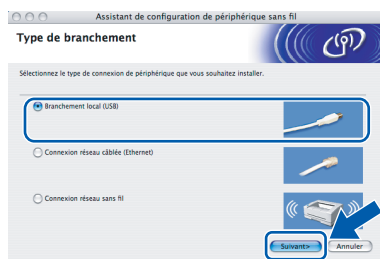 Assistant de configuration de périphérique sans fil
Type de branchement
Sélectionnez le type de connexion de périphérique que vous souhaitez installer.
Branchement local (USB)
Connexion réseau câblée (Ethernet)
Connexion réseau sans fil
Suivant> Annuler